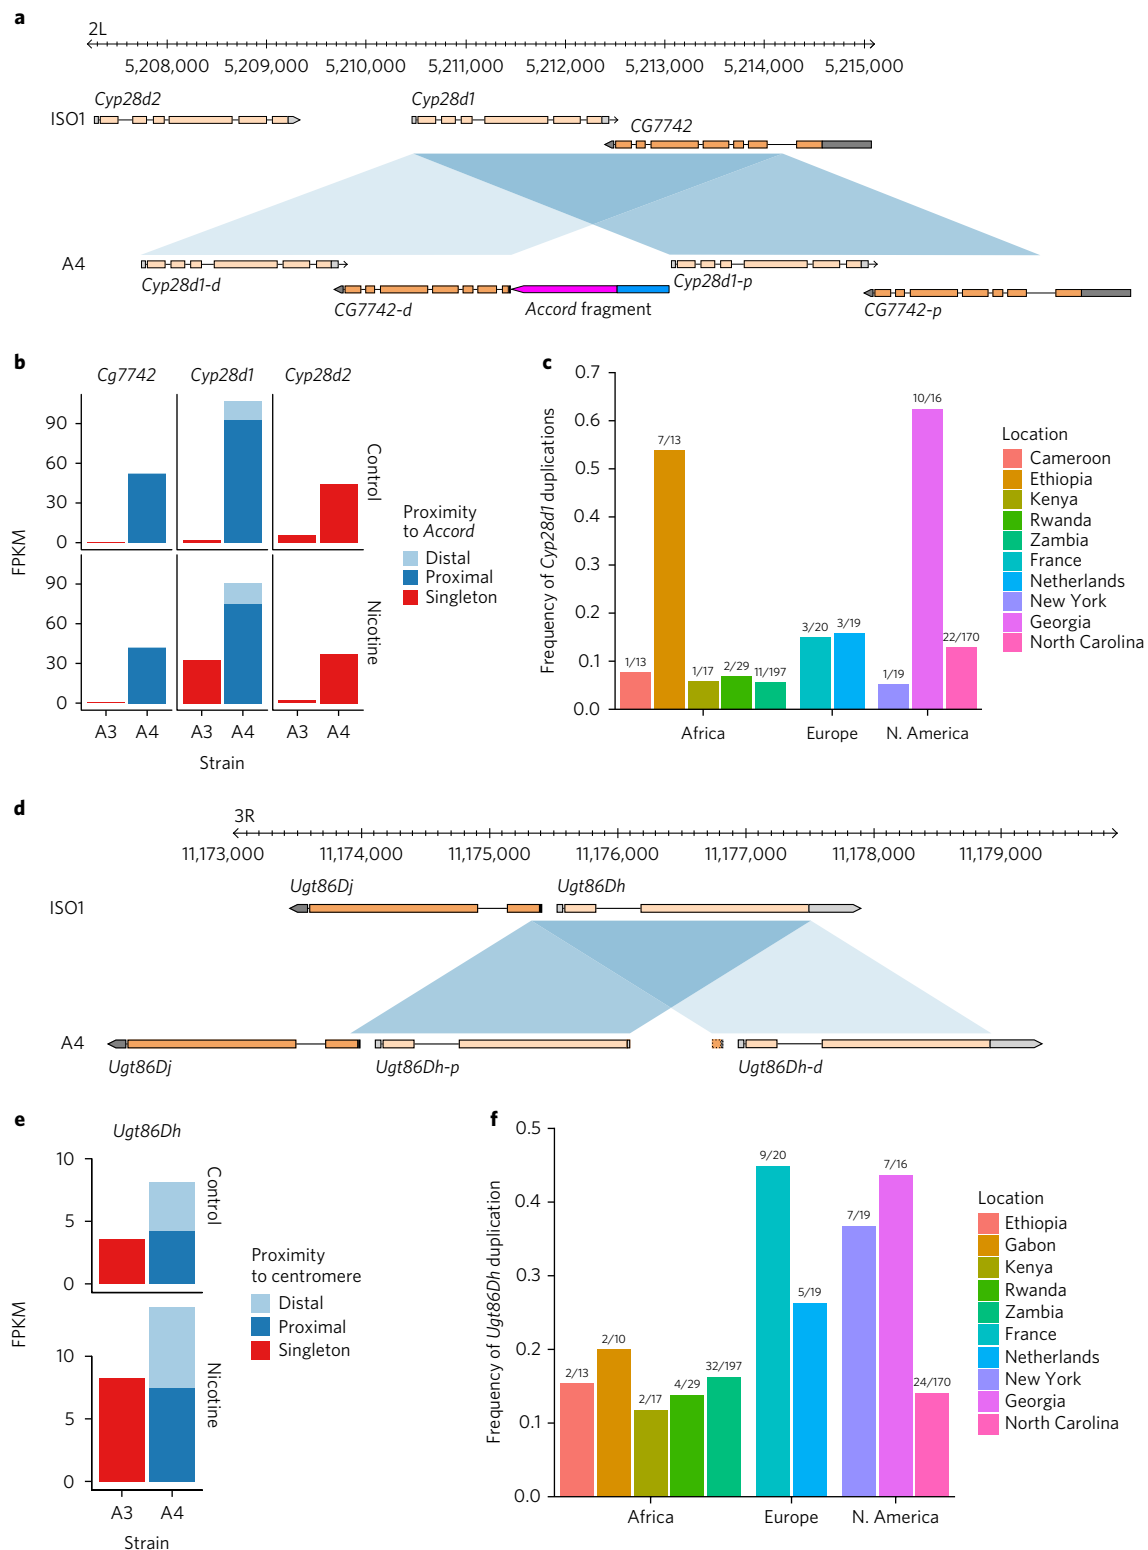 a
2L
5,208,000 5,209,000 5,210,000 5,211,000 5,212,000 5,213,000 5,214,000 5,215,000
Cyp28d2 Cyp28d1
ISO1
CG7742
A4
Cyp28d1-d Cyp28d1-p
CG7742-d Accord fragment CG7742-p
b
Cg7742 Cyp28d1 Cyp28d2
FPKM
90
60
30
0
Control
90
60
30
0
Nicotine
A3 A4 A3 A4 A3 A4
Strain
Proximity
to Accord
Distal
Proximal
Singleton
c
Frequency of Cyp28d1 duplications
0.7
0.6
0.5
0.4
0.3
0.2
0.1
0.0
1/13 7/13 1/17 2/29 11/197 3/20 3/19 1/19 10/16 22/170
Africa Europe N. America
Location
Cameroon
Ethiopia
Kenya
Rwanda
Zambia
France
Netherlands
New York
Georgia
North Carolina
d
3R
11,173,000 11,174,000 11,175,000 11,176,000 11,177,000 11,178,000 11,179,000
Ugt86Dj Ugt86Dh
ISO1
A4
Ugt86Dj Ugt86Dh-p Ugt86Dh-d
e
Ugt86Dh
FPKM
10
5
0
Control
10
5
0
Nicotine
A3 A4
Strain
Proximity
to centromere
Distal
Proximal
Singleton
f
Frequency of Ugt86Dh duplication
0.5
0.4
0.3
0.2
0.1
0.0
2/13 2/10 2/17 4/29 32/197 9/20 5/19 7/19 7/16 24/170
Africa Europe N. America
Location
Ethiopia
Gabon
Kenya
Rwanda
Zambia
France
Netherlands
New York
Georgia
North Carolina